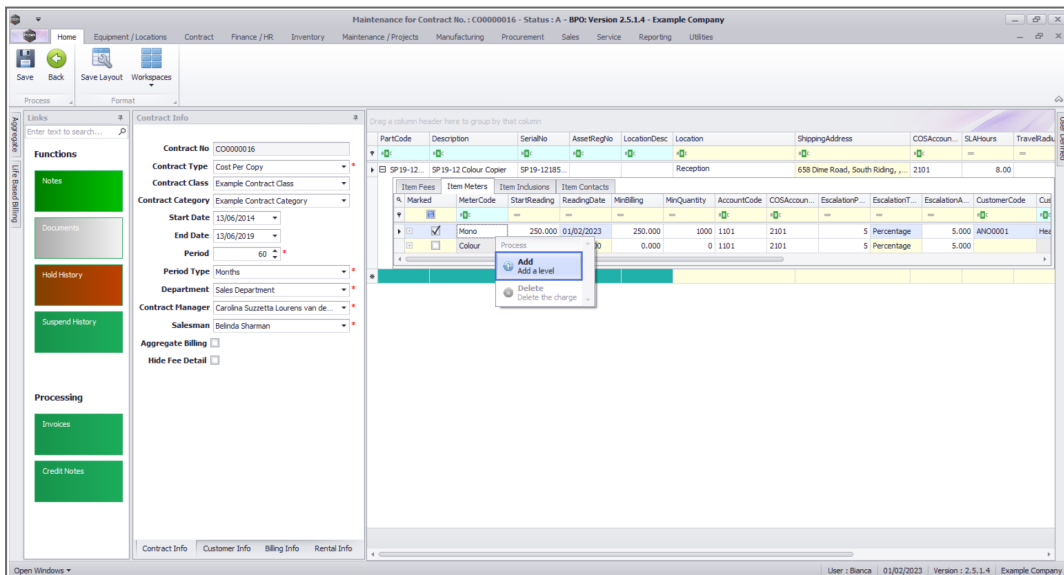 Maintenance for Contract No. : CO0000016 - Status : A - BPO: Version 2.5.1.4 - Example Company
Home Equipment / Locations Contract Finance / HR Inventory Maintenance / Projects Manufacturing Procurement Sales Service Reporting Utilities
Save Back Save Layout Workspaces
Process Format
Aggregate
Life Based Billing
Links
Enter text to search...
Functions
Notes
Documents
Hold History
Suspend History
Processing
Invoices
Credit Notes
Contract Info
Contract No CO0000016
Contract Type Cost Per Copy *
Contract Class Example Contract Class
Contract Category Example Contract Category *
Start Date 13/06/2014
End Date 13/06/2019
Period 60 *
Period Type Months *
Department Sales Department *
Contract Manager Carolina Suzzetta Lourens van de... *
Salesman Belinda Sharman *
Aggregate Billing
Hide Fee Detail
Contract Info Customer Info Billing Info Rental Info
Drag a column header here to group by that column
PartCode Description SerialNo AssetRegNo LocationDesc Location ShippingAddress COSAccoun... SLAHours TravelRadiu
SP19-12... SP19-12 Colour Copier SP19-12185... Reception 658 Dime Road, South Riding, ,... 2101 8.00
Item Fees Item Meters Item Inclusions Item Contacts
Marked MeterCode StartReading ReadingDate MinBilling MinQuantity AccountCode COSAccoun... EscalationP... EscalationT... EscalationA... CustomerCode Cus
Mono 250.000 01/02/2023 250.000 1000 1101 2101 5 Percentage 5.000 ANO0001 Hea
Colour 0.000 0 1101 2101 5 Percentage 5.000
Process
Add
Add a level
Delete
Delete the charge
User Defined
Open Windows User : Bianca 01/02/2023 Version : 2.5.1.4 Example Company